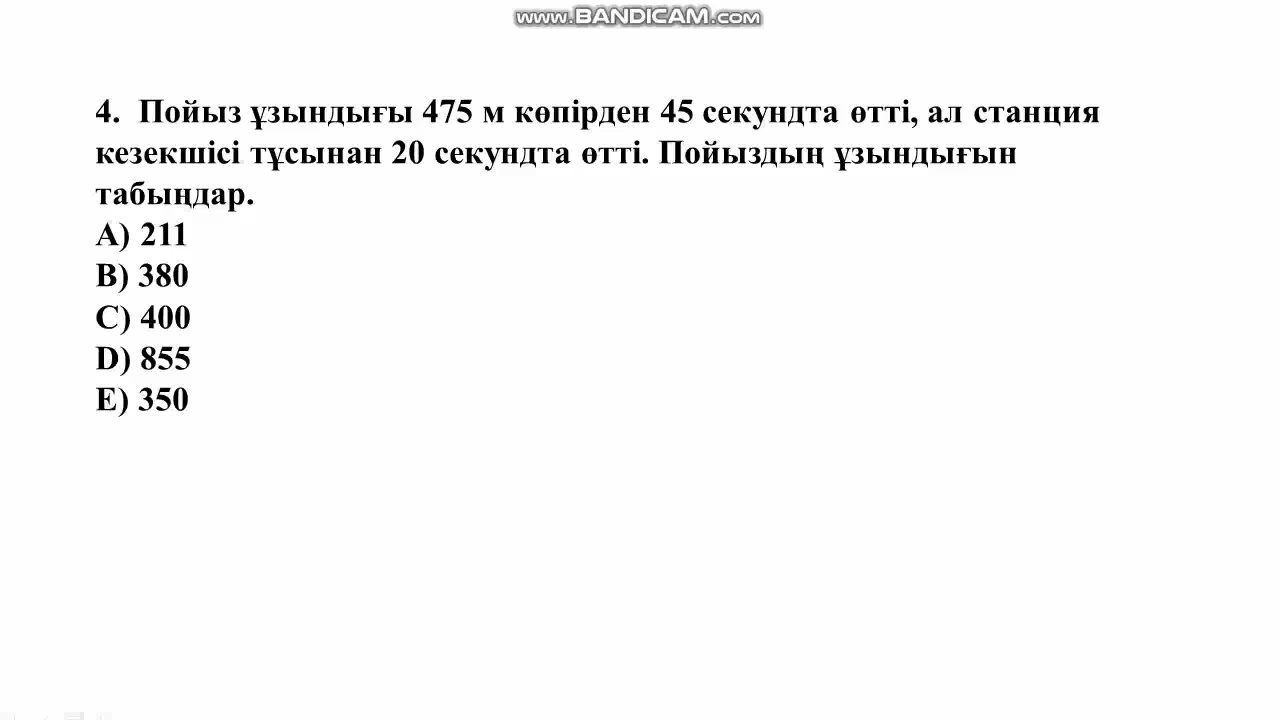 www.BANDICAM.com
4. Пойыз ұзындығы 475 м көпірден 45 секундта өтті, ал станция
кезекшісі тұсынан 20 секундта өтті. Пойыздың ұзындығын
табыңдар.
A) 211
B) 380
C) 400
D) 855
E) 350